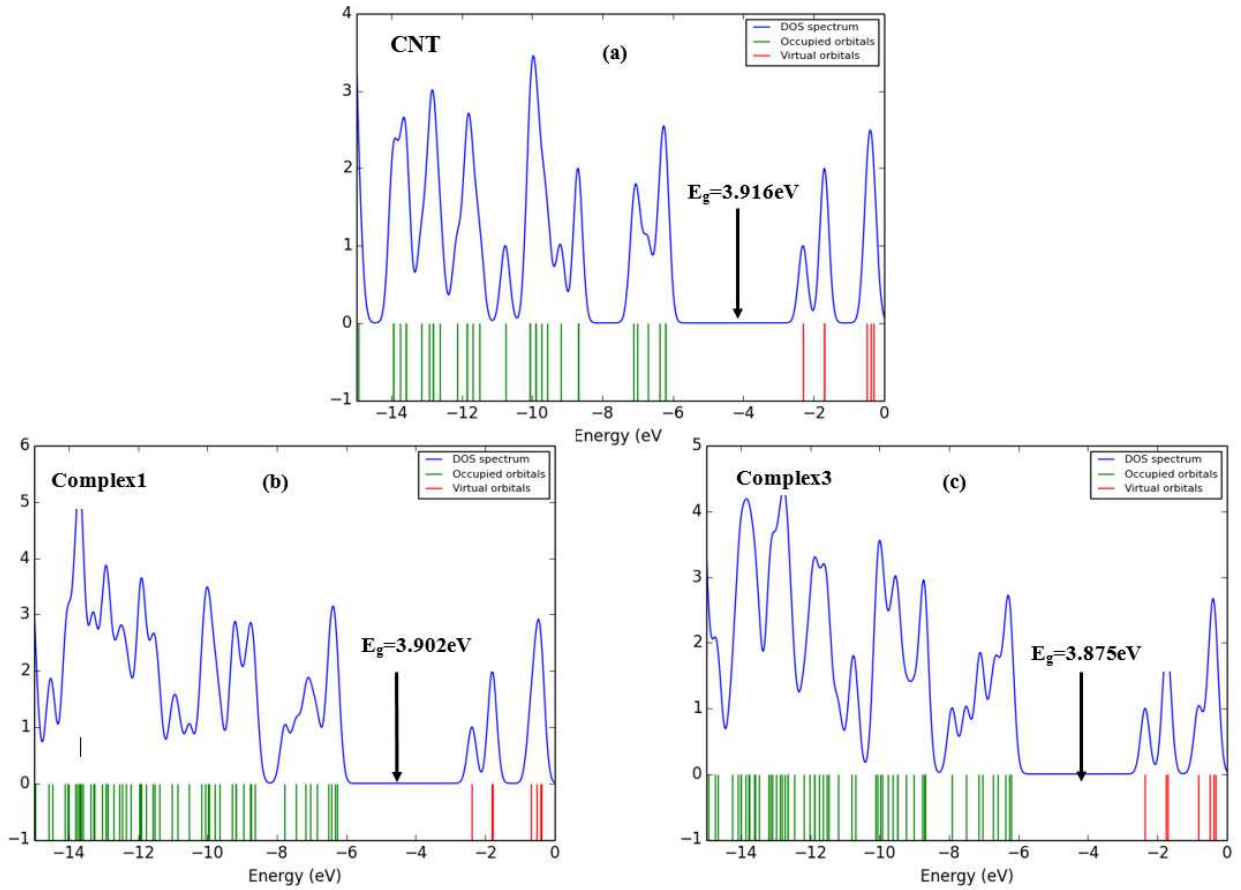 CNT
(a)
DOS spectrum
Occupied orbitals
Virtual orbitals
E_g=3.916eV
4
3
2
1
0
−1
−14 −12 −10 −8 −6 −4 −2 0
Energy (eV
Complex1
(b)
DOS spectrum
Occupied orbitals
Virtual orbitals
E_g=3.902eV
6
5
4
3
2
1
0
−1
−14 −12 −10 −8 −6 −4 −2 0
Energy (eV)
Complex3
(c)
DOS spectrum
Occupied orbitals
Virtual orbitals
E_g=3.875eV
5
4
3
2
1
0
−1
−14 −12 −10 −8 −6 −4 −2 0
Energy (eV)